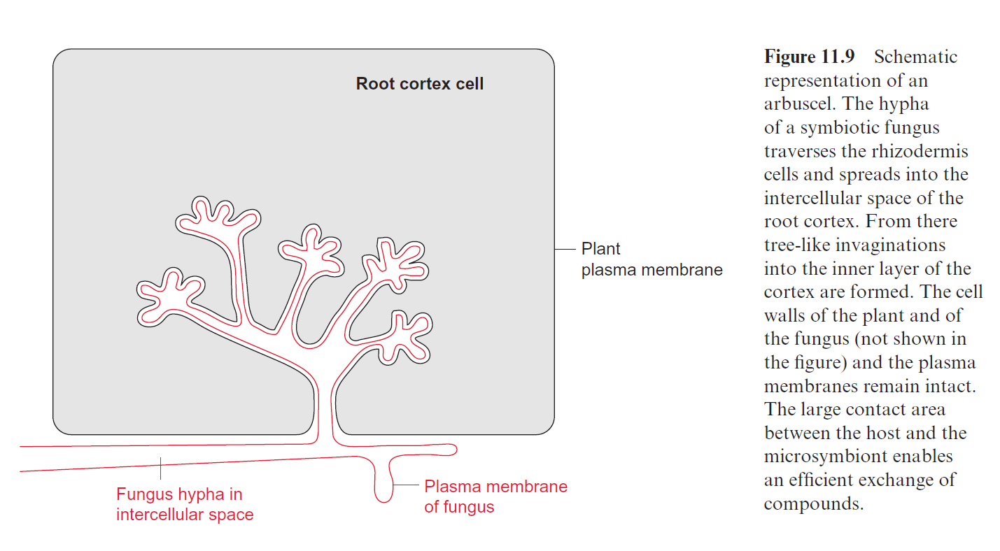 Root cortex cell
Plant
plasma membrane
Fungus hypha in
intercellular space
Plasma membrane
of fungus
Figure 11.9 Schematic
representation of an
arbuscel. The hypha
of a symbiotic fungus
traverses the rhizodermis
cells and spreads into the
intercellular space of the
root cortex. From there
tree-like invaginations
into the inner layer of the
cortex are formed. The cell
walls of the plant and of
the fungus (not shown in
the figure) and the plasma
membranes remain intact.
The large contact area
between the host and the
microsymbiont enables
an efficient exchange of
compounds.